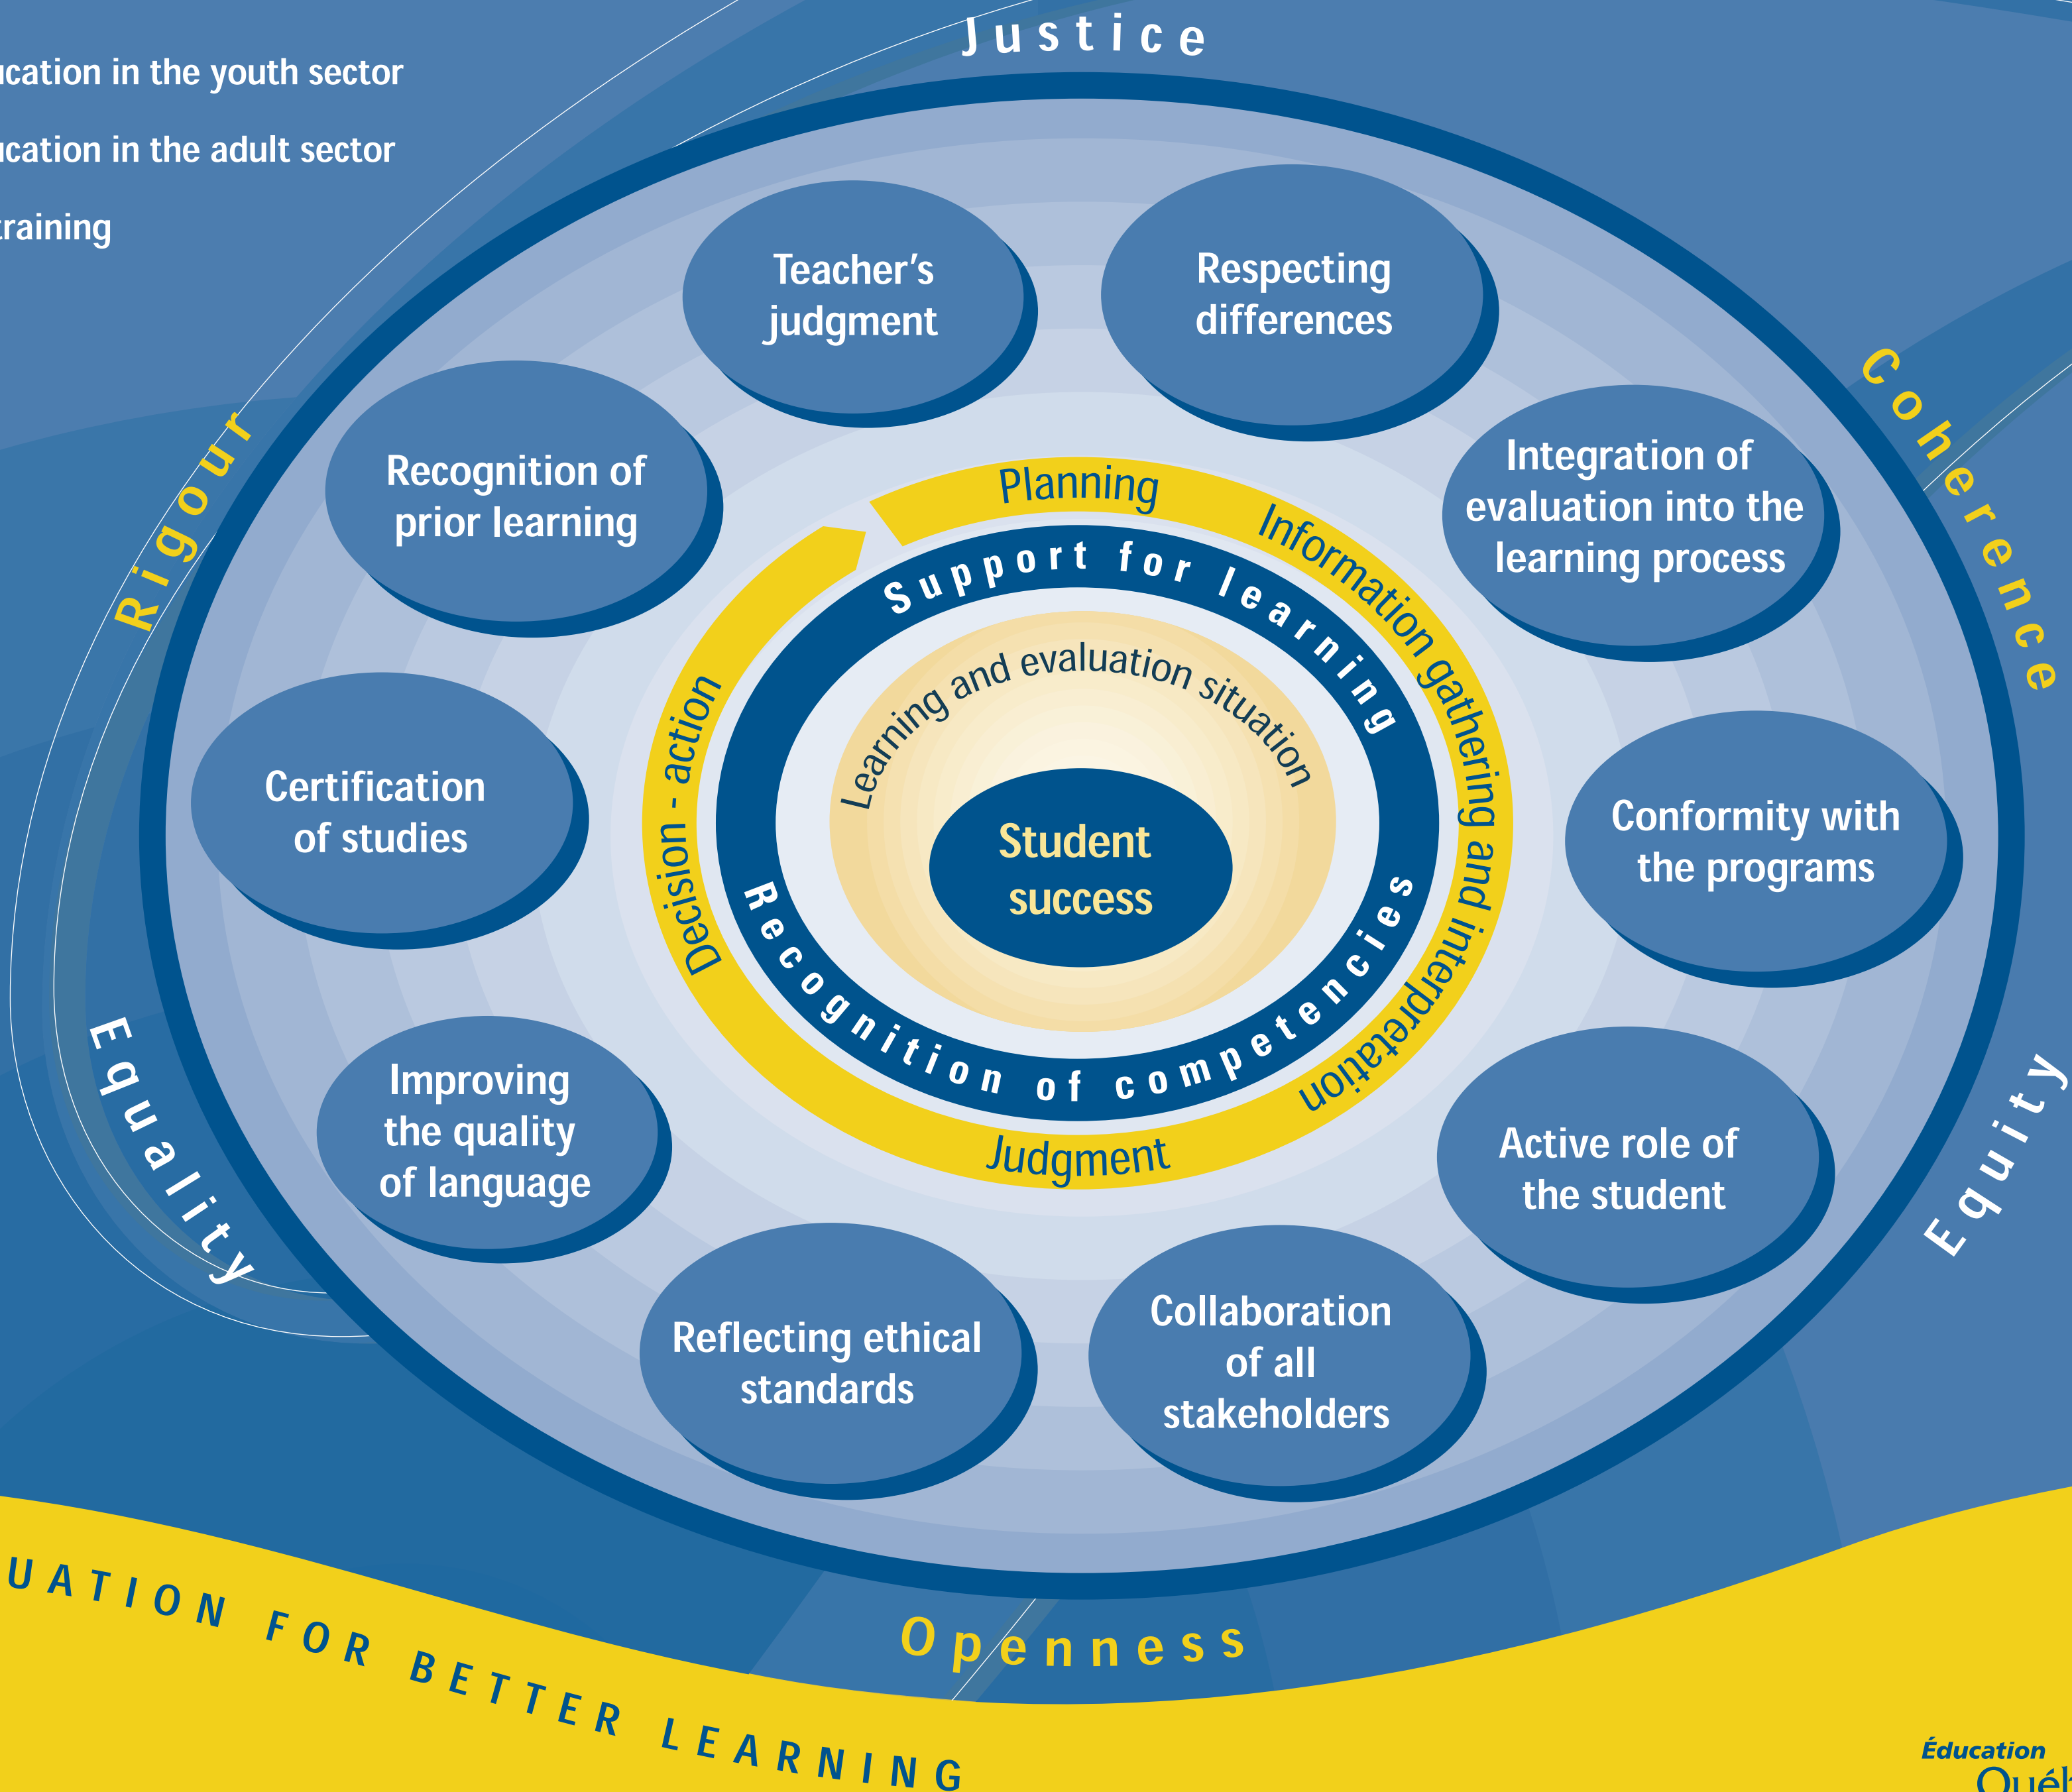 Justice
ucation in the youth sector
ucation in the adult sector
training
Teacher's
judgment
Respecting
differences
Coherence
Rigour
Recognition of
prior learning
Integration of
evaluation into the
learning process
Planning
Information gathering and interpretation
Judgment
Decision - action
Support for learning
Recognition of competencies
Learning and evaluation situation
Student
success
Certification
of studies
Conformity with
the programs
Equality
Improving
the quality
of language
Active role of
the student
Equity
Reflecting ethical
standards
Collaboration
of all
stakeholders
Openness
UATION FOR BETTER LEARNING
Éducation
Québ